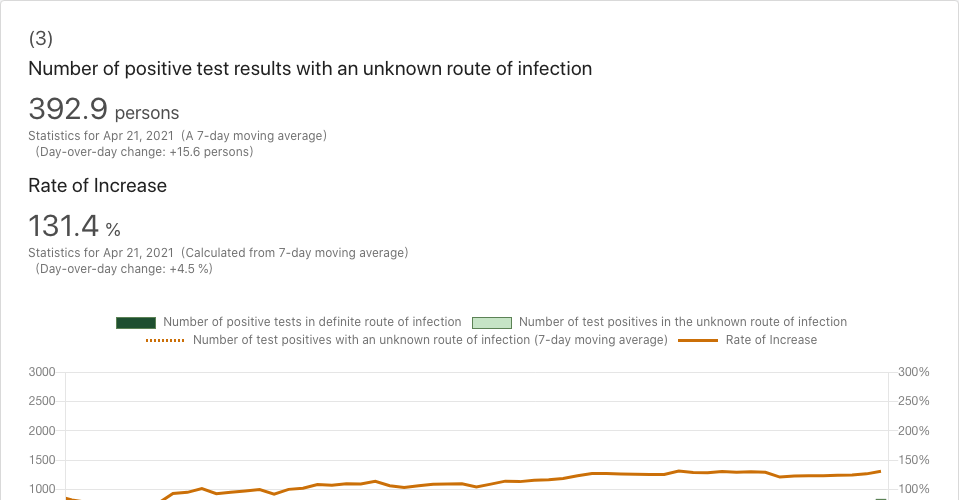 (3)
Number of positive test results with an unknown route of infection
392.9 persons
Statistics for Apr 21, 2021 (A 7-day moving average)
(Day-over-day change: +15.6 persons)
Rate of Increase
131.4 %
Statistics for Apr 21, 2021 (Calculated from 7-day moving average)
(Day-over-day change: +4.5 %)
Number of positive tests in definite route of infection Number of test positives in the unknown route of infection
Number of test positives with an unknown route of infection (7-day moving average) Rate of Increase
3000 300%
2500 250%
2000 200%
1500 150%
1000 100%